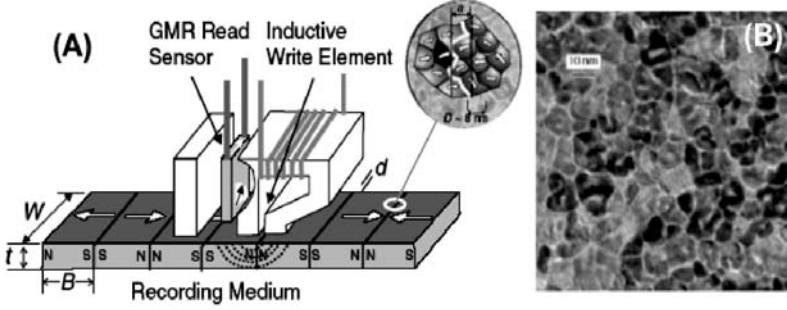 (A)
GMR Read
Sensor
Inductive
Write Element
a
D ~ 8 nm
d
W
t
N S S N N S N N S S N N S
B
Recording Medium
(B)
10 nm